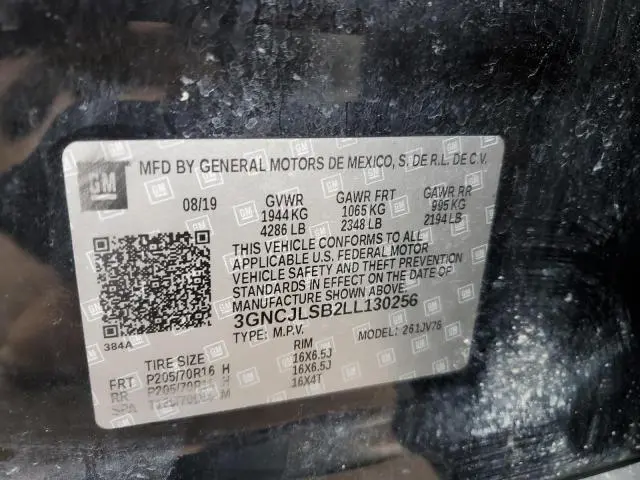 GM
MFD BY GENERAL MOTORS DE MEXICO, S. DE R.L. DE C.V.
08/19 GVWR GAWR FRT GAWR RR
1944 KG 1065 KG 995 KG
4286 LB 2348 LB 2194 LB
THIS VEHICLE CONFORMS TO ALL
APPLICABLE U.S. FEDERAL MOTOR
VEHICLE SAFETY AND THEFT PREVENTION
STANDARDS IN EFFECT ON THE DATE OF
MANUFACTURE SHOWN ABOVE.
3GNCJLSB2LL130256
384A TYPE: M.P.V. MODEL: 261JV76
TIRE SIZE RIM
FRT P205/70R16 H 16X6.5J
RR P205/70R16 H 16X6.5J
SPA M 16X4T